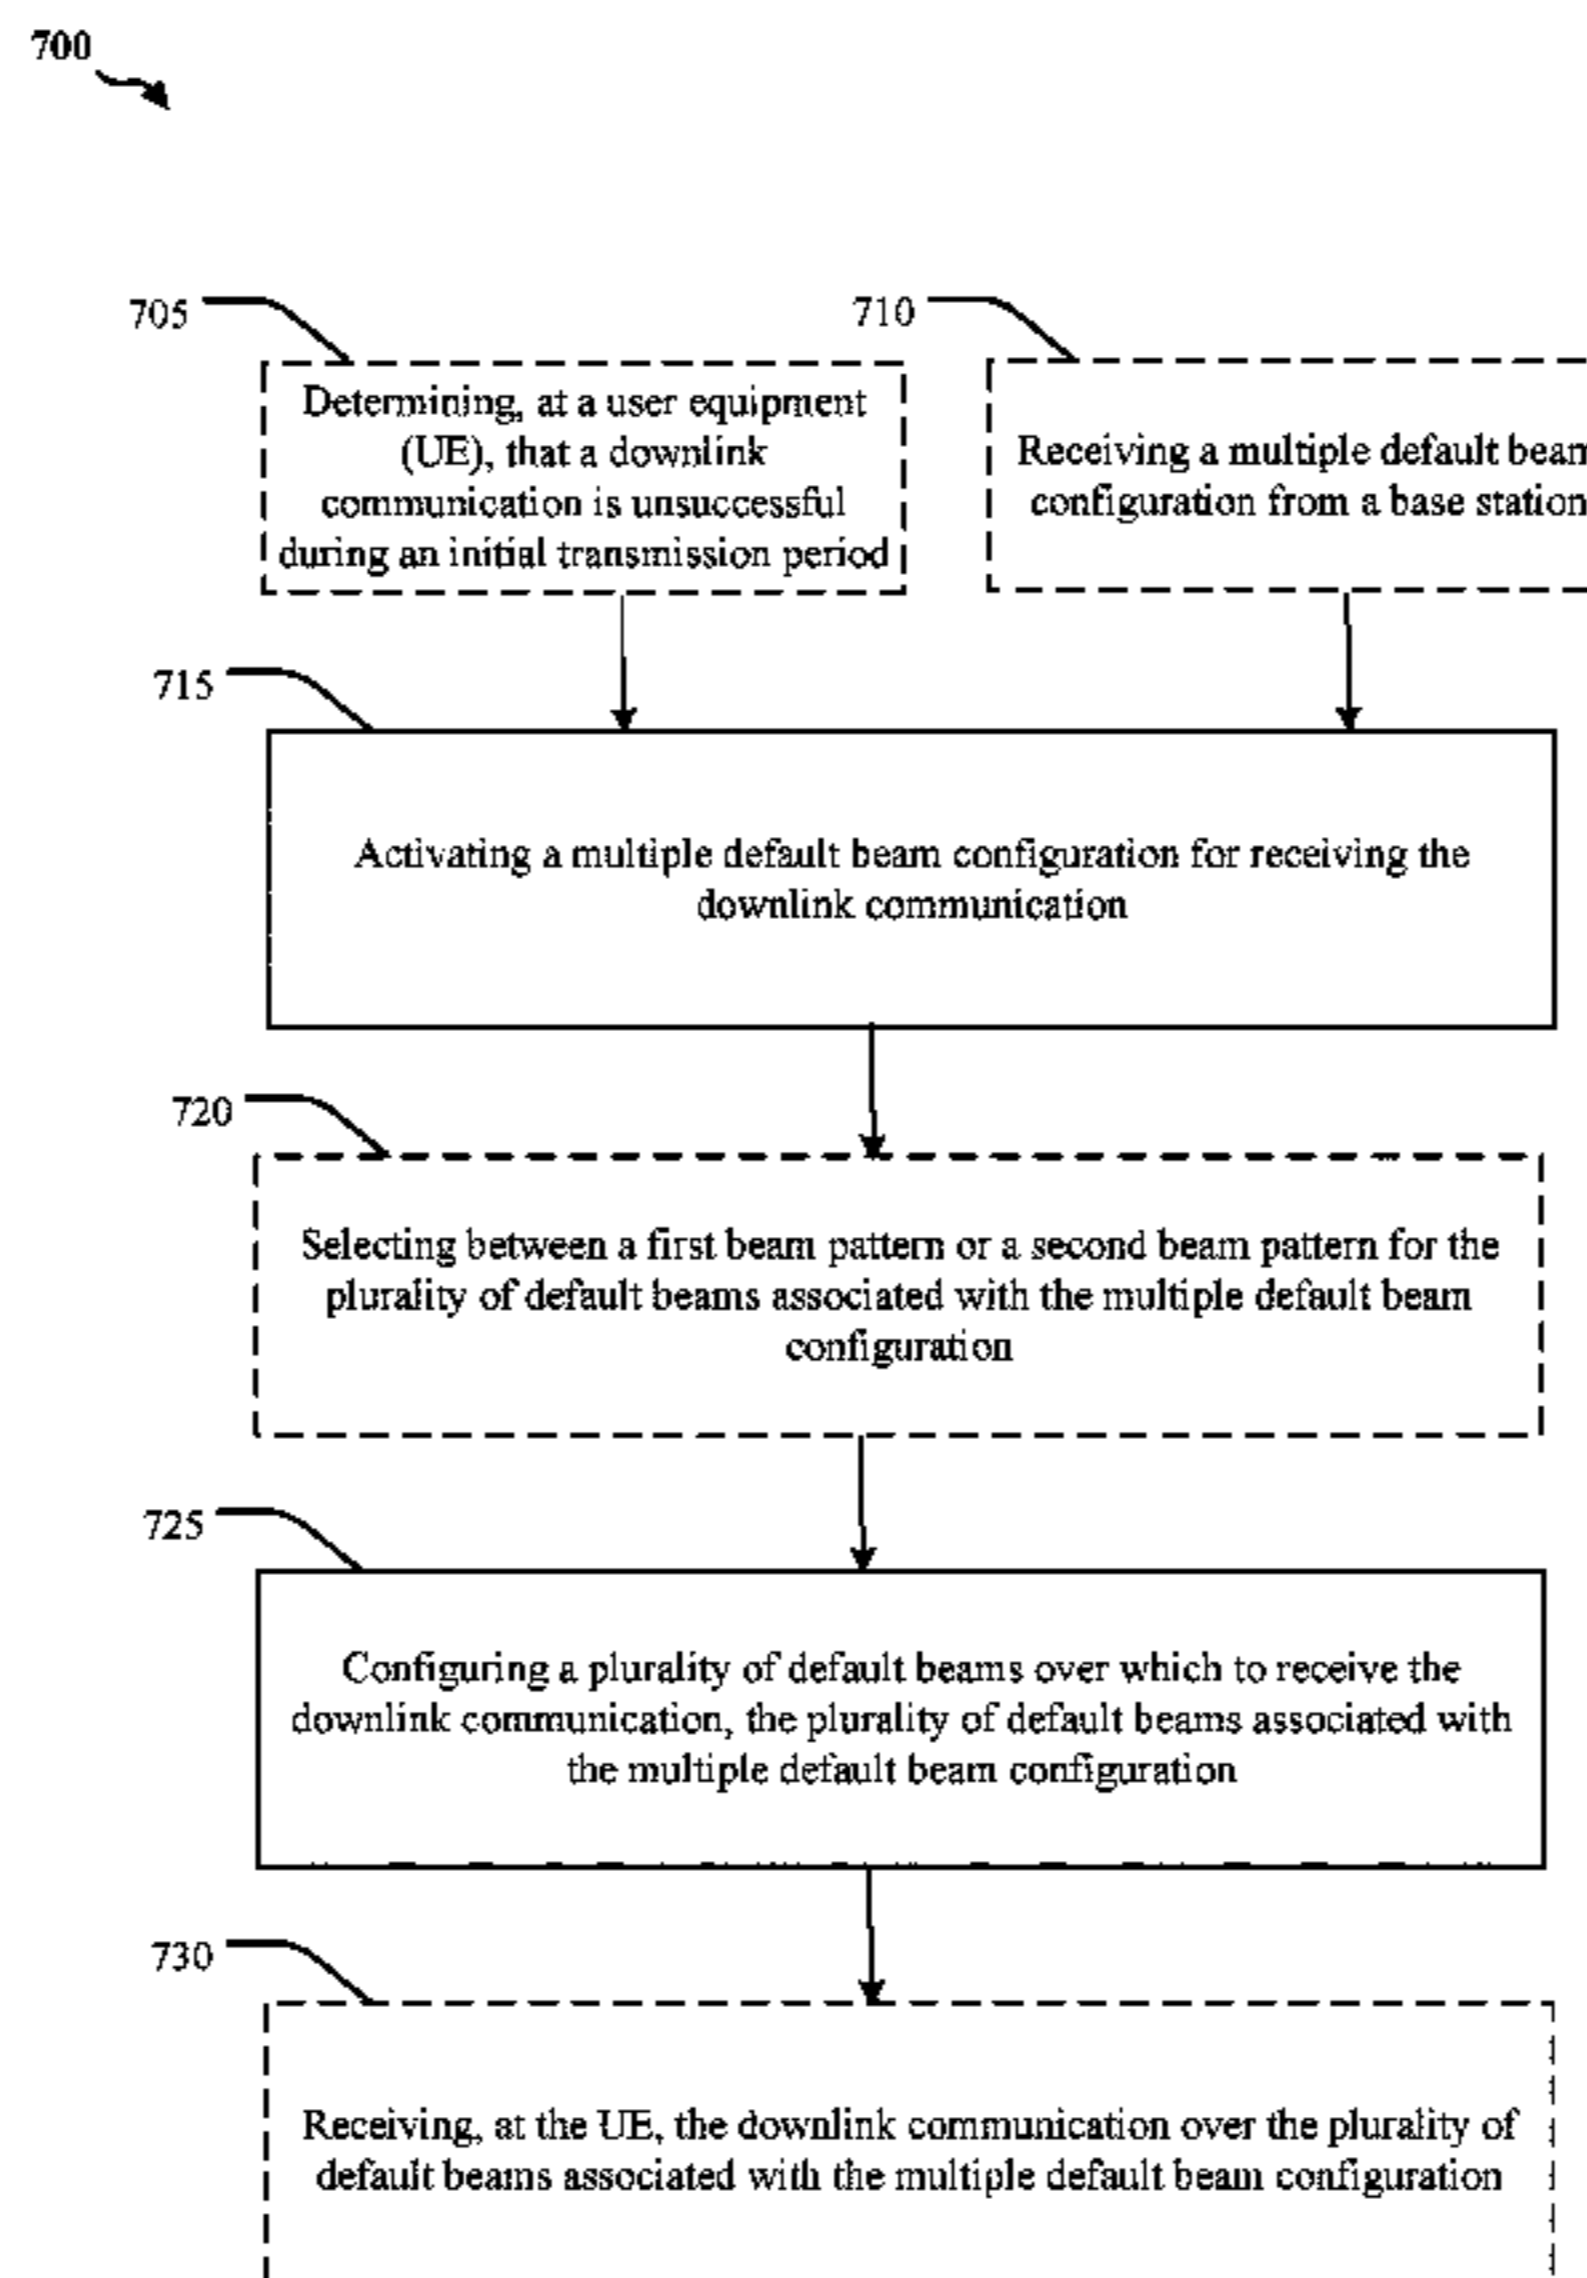 700
705
Determining, at a user equipment
(UE), that a downlink
communication is unsuccessful
during an initial transmission period
710
Receiving a multiple default beam
configuration from a base station
715
Activating a multiple default beam configuration for receiving the
downlink communication
720
Selecting between a first beam pattern or a second beam pattern for the
plurality of default beams associated with the multiple default beam
configuration
725
Configuring a plurality of default beams over which to receive the
downlink communication, the plurality of default beams associated with
the multiple default beam configuration
730
Receiving, at the UE, the downlink communication over the plurality of
default beams associated with the multiple default beam configuration